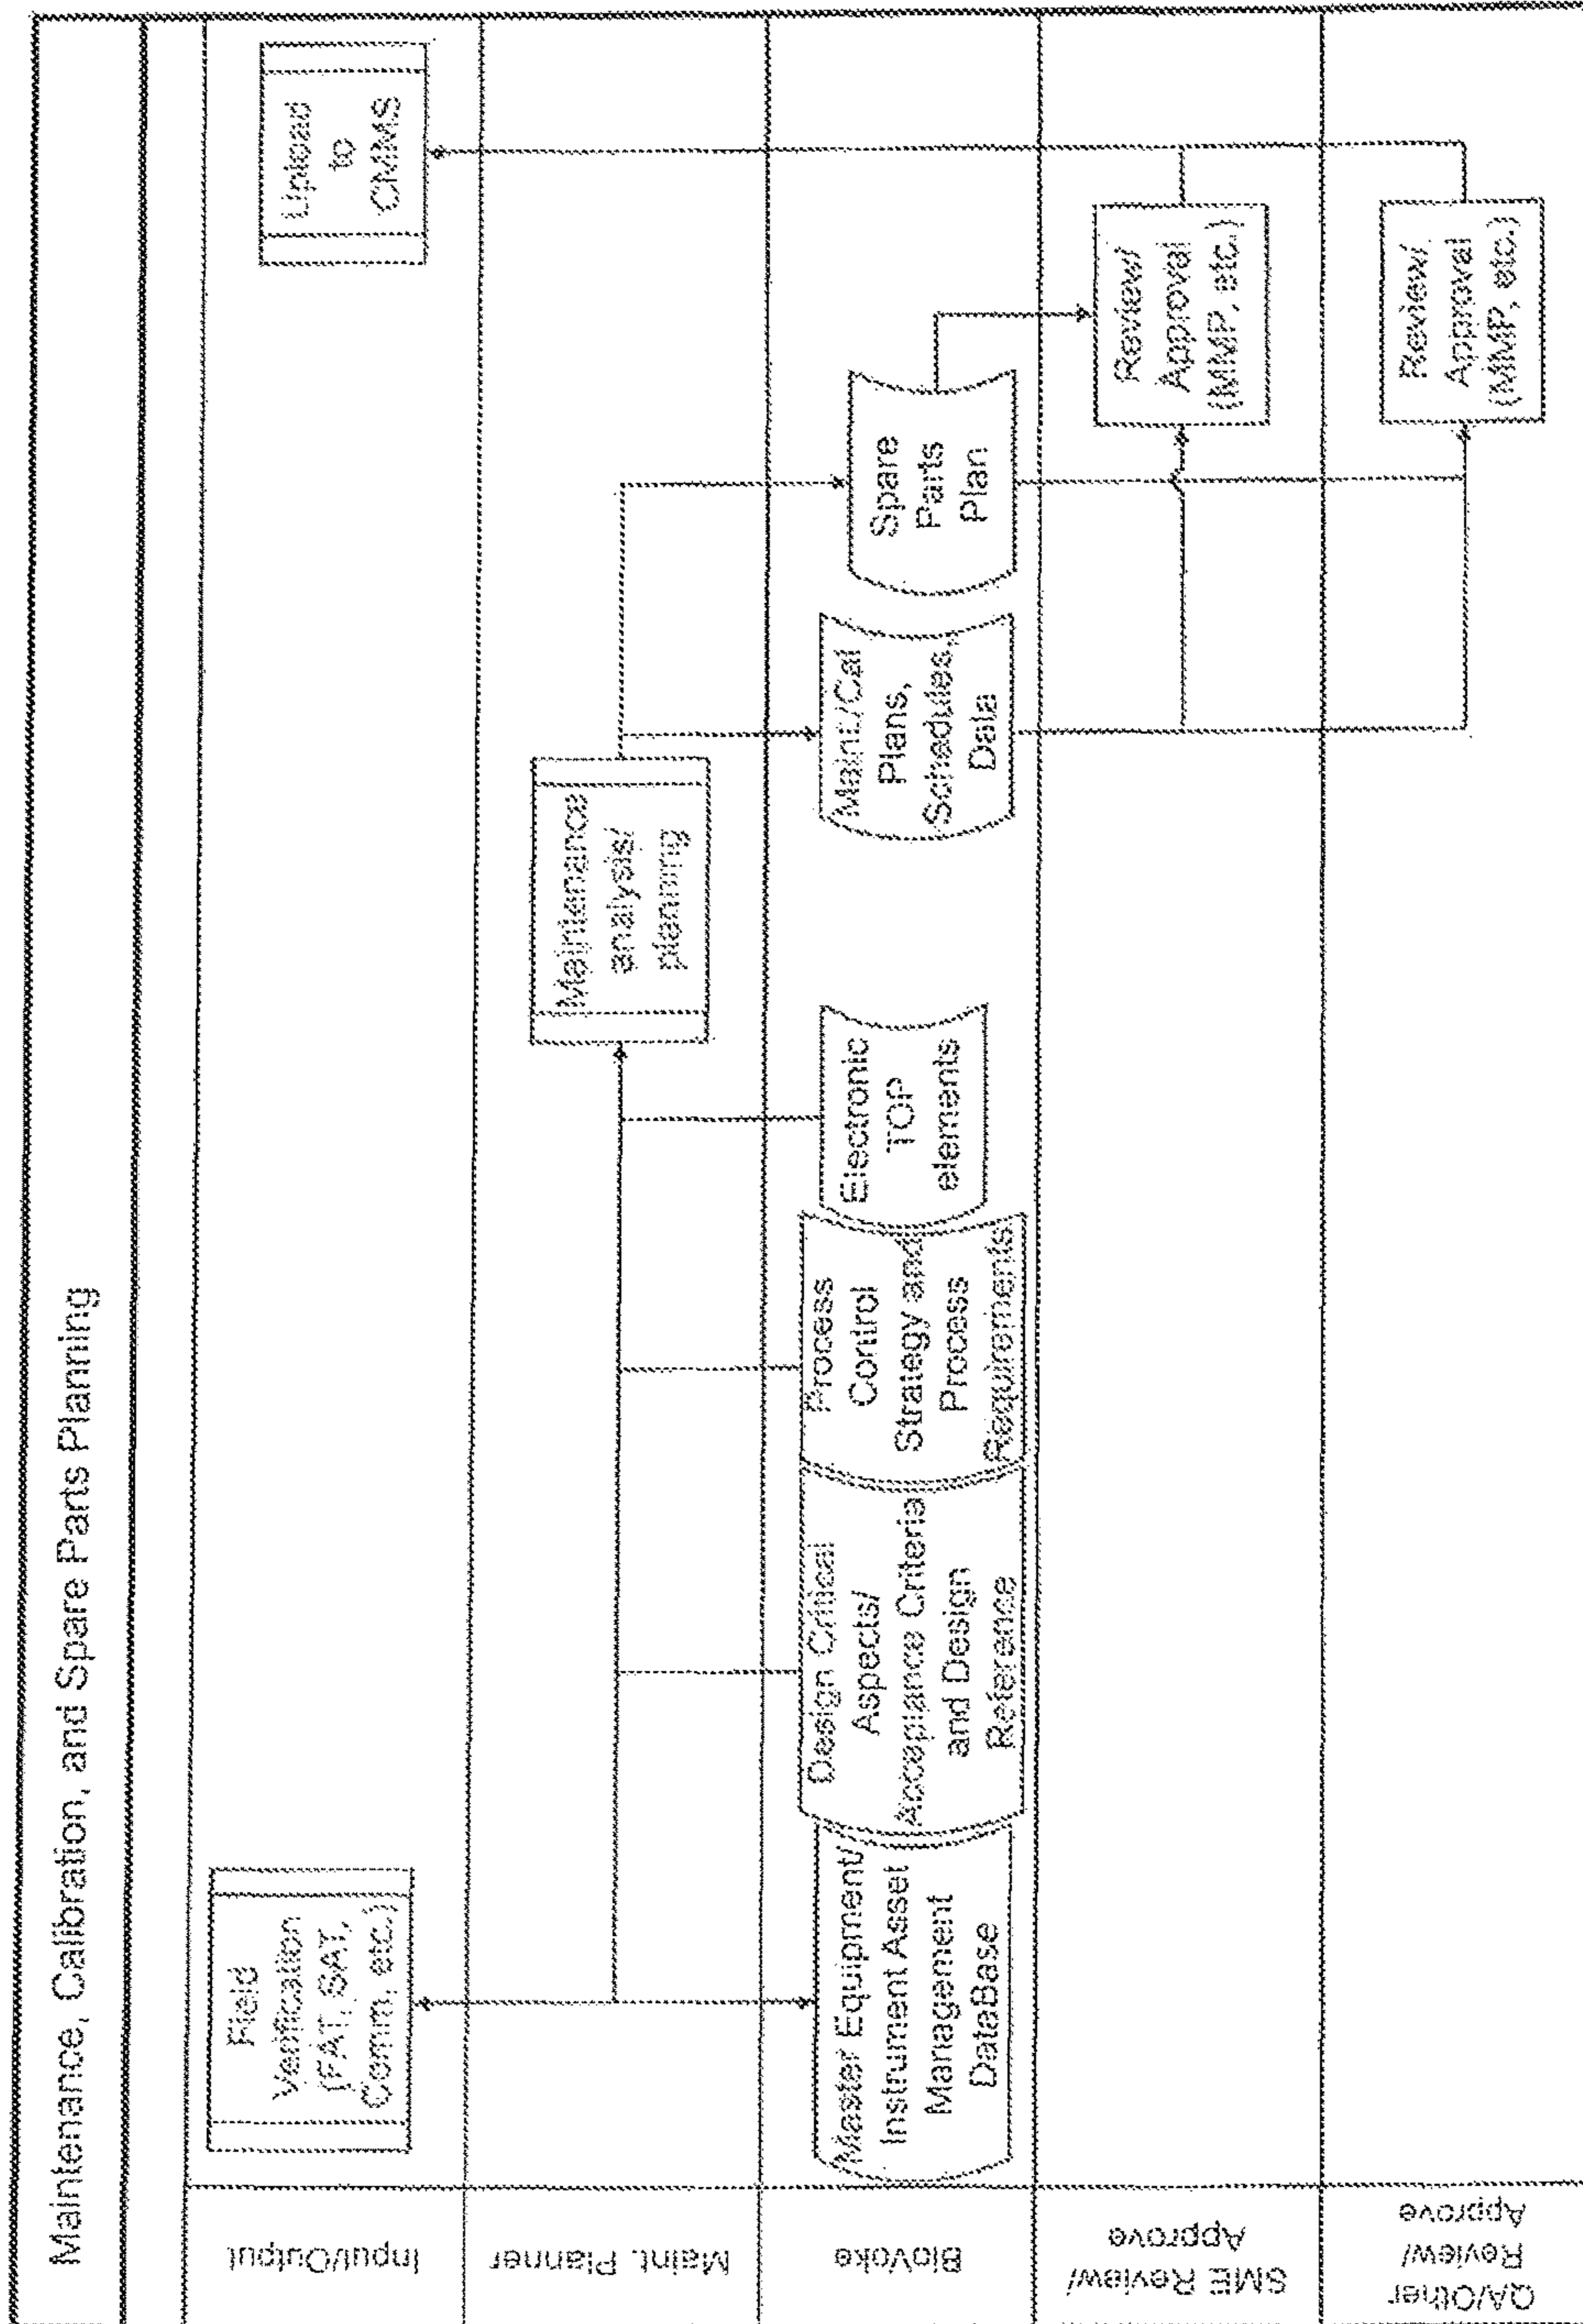 Maintenance, Calibration, and Spare Parts Planning
Input/Output
Field
Verification
(FAT, SAT,
Comm, etc.)
Upload
to
CMMS
Maint. Planner
Maintenance
analysis/
planning
BioVoke
Master Equipment/
Instrument Asset
Management
DataBase
Design Critical
Aspects/
Acceptance Criteria
and Design
Reference
Process
Control
Strategy and
Process
Requirements
Electronic
TOP
elements
Maint./Cal
Plans,
Schedules,
Data
Spare
Parts
Plan
SME Review/
Approve
Review/
Approval
(MMP, etc.)
QA/Other
Review/
Approve
Review/
Approval
(MMP, etc.)